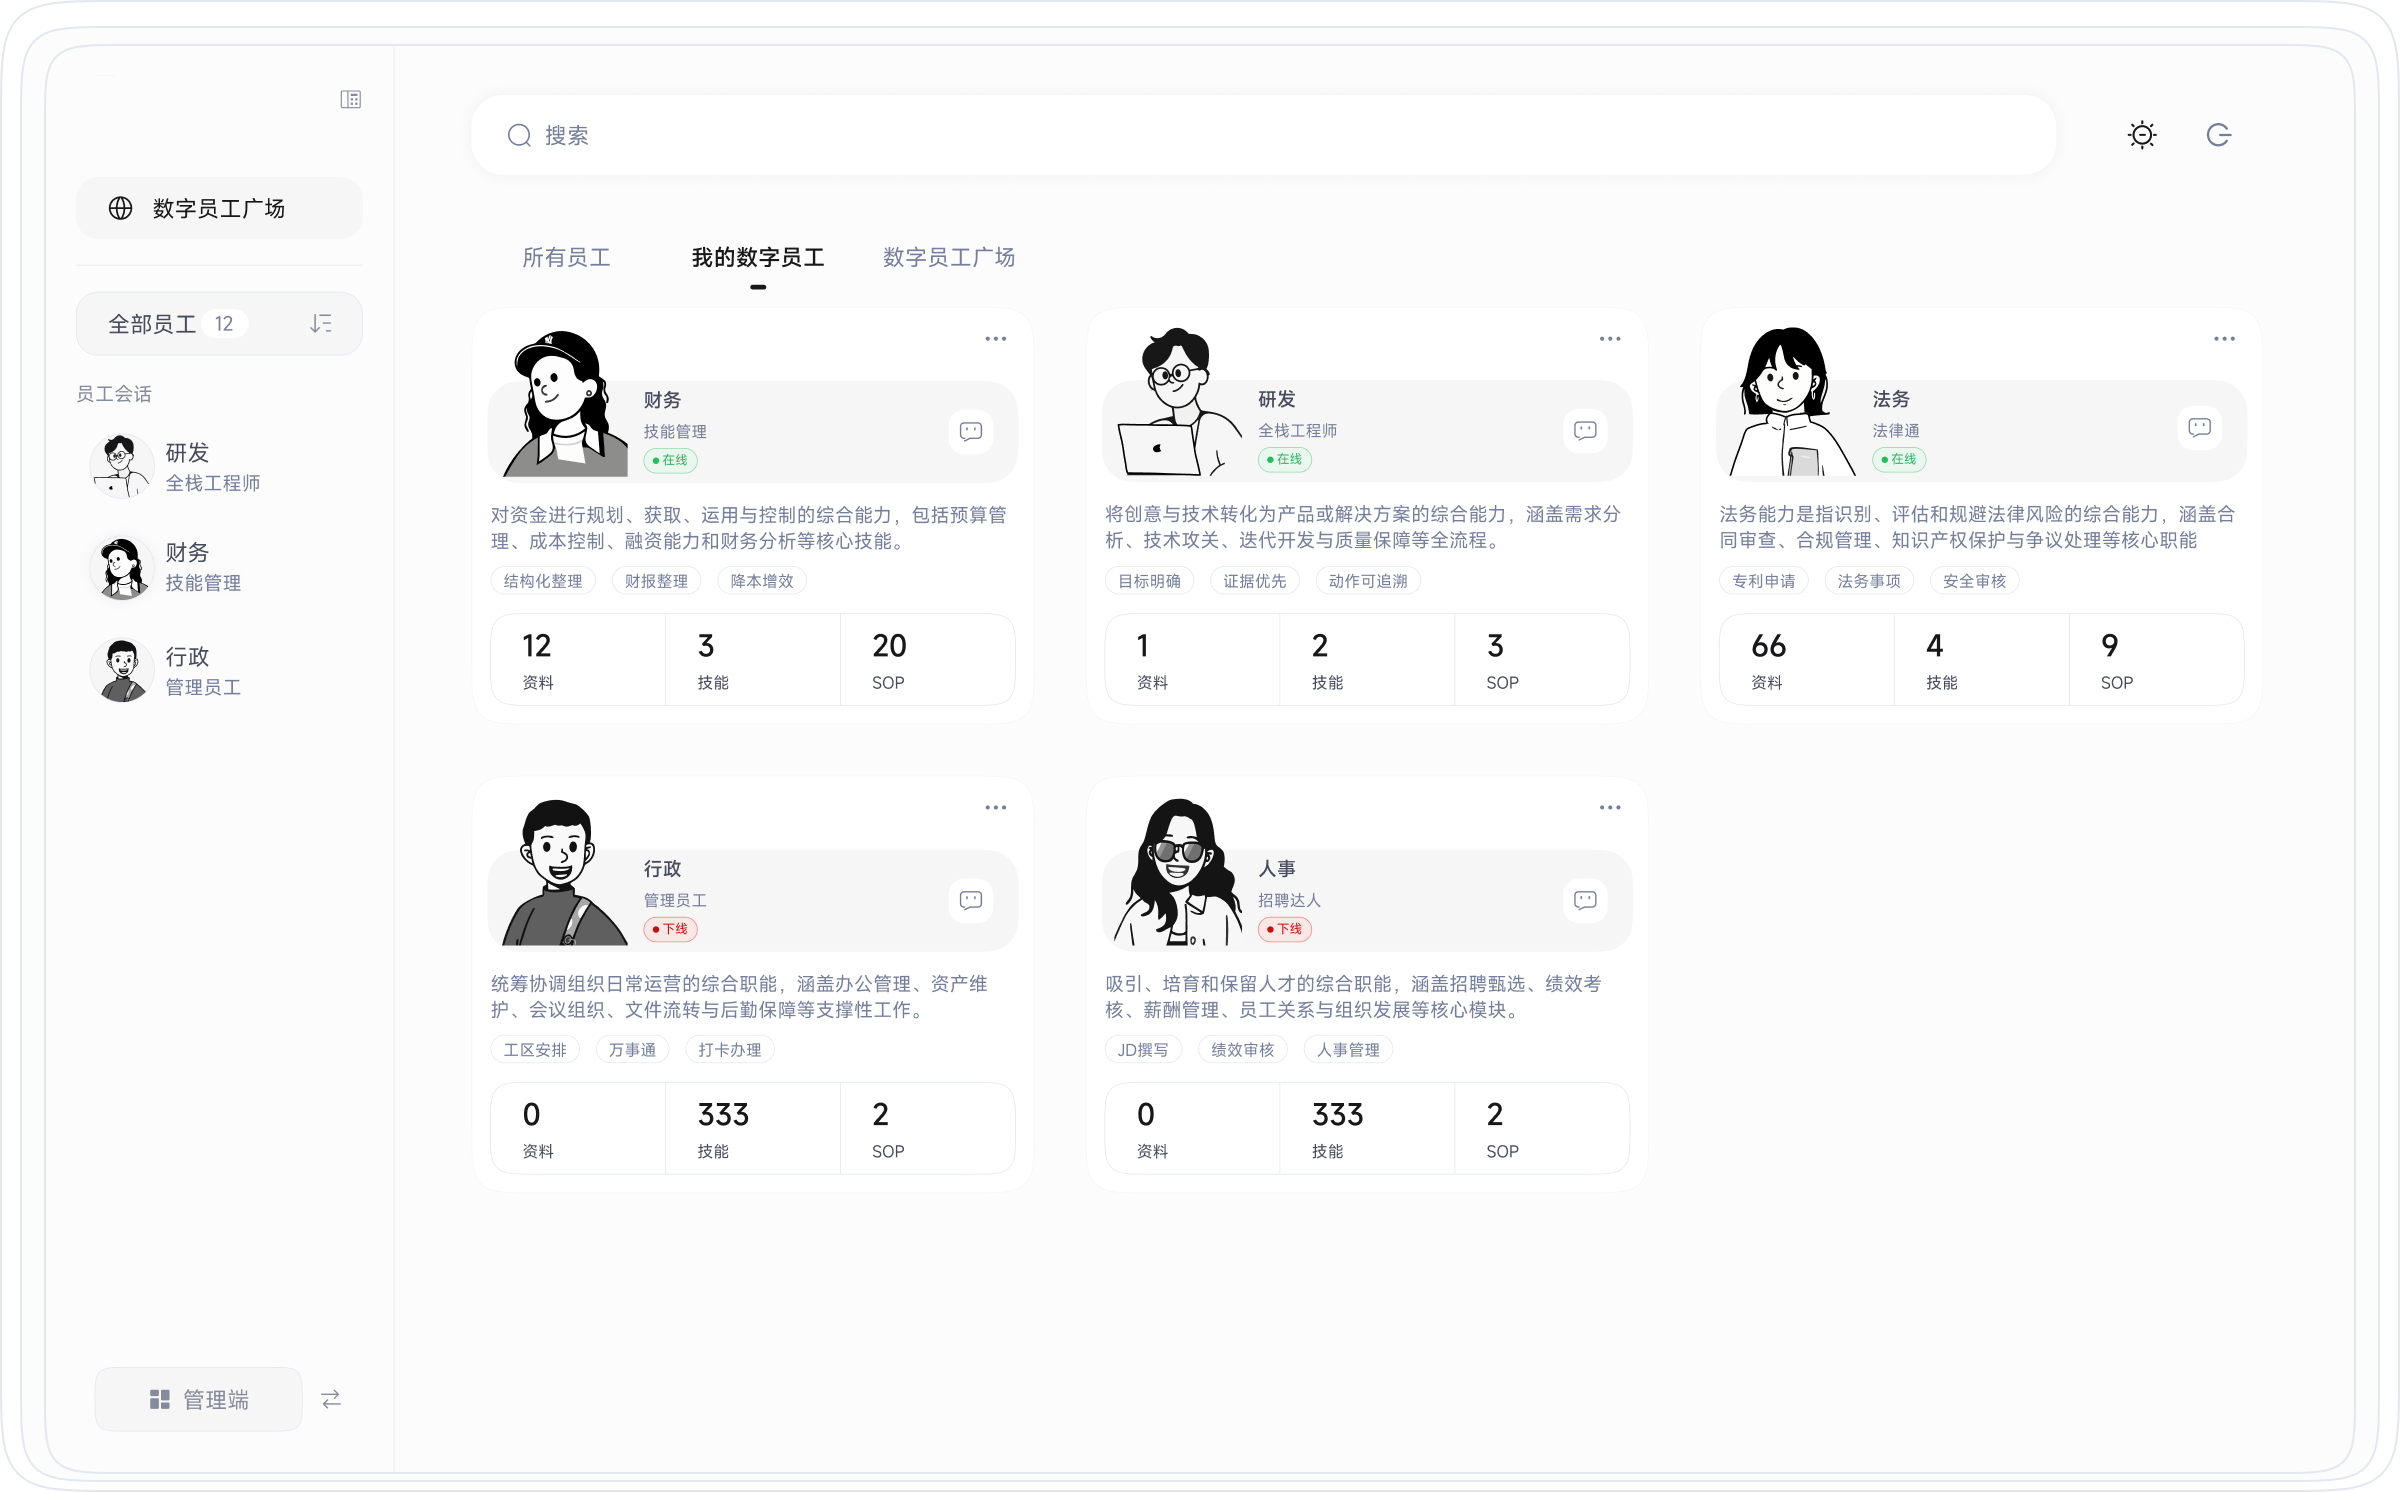 搜索
数字员工广场
全部员工 12
员工会话
研发
全栈工程师
财务
技能管理
行政
管理员工
管理端
所有员工 我的数字员工 数字员工广场
财务
技能管理
在线
对资金进行规划、获取、运用与控制的综合能力，包括预算管
理、成本控制、融资能力和财务分析等核心技能。
结构化整理 财报整理 降本增效
12 3 20
资料 技能 SOP
研发
全栈工程师
在线
将创意与技术转化为产品或解决方案的综合能力，涵盖需求分
析、技术攻关、迭代开发与质量保障等全流程。
目标明确 证据优先 动作可追溯
1 2 3
资料 技能 SOP
法务
法律通
在线
法务能力是指识别、评估和规避法律风险的综合能力，涵盖合
同审查、合规管理、知识产权保护与争议处理等核心职能
专利申请 法务事项 安全审核
66 4 9
资料 技能 SOP
行政
管理员工
下线
统筹协调组织日常运营的综合职能，涵盖办公管理、资产维
护、会议组织、文件流转与后勤保障等支撑性工作。
工区安排 万事通 打卡办理
0 333 2
资料 技能 SOP
人事
招聘达人
下线
吸引、培育和保留人才的综合职能，涵盖招聘甄选、绩效考
核、薪酬管理、员工关系与组织发展等核心模块。
JD撰写 绩效审核 人事管理
0 333 2
资料 技能 SOP